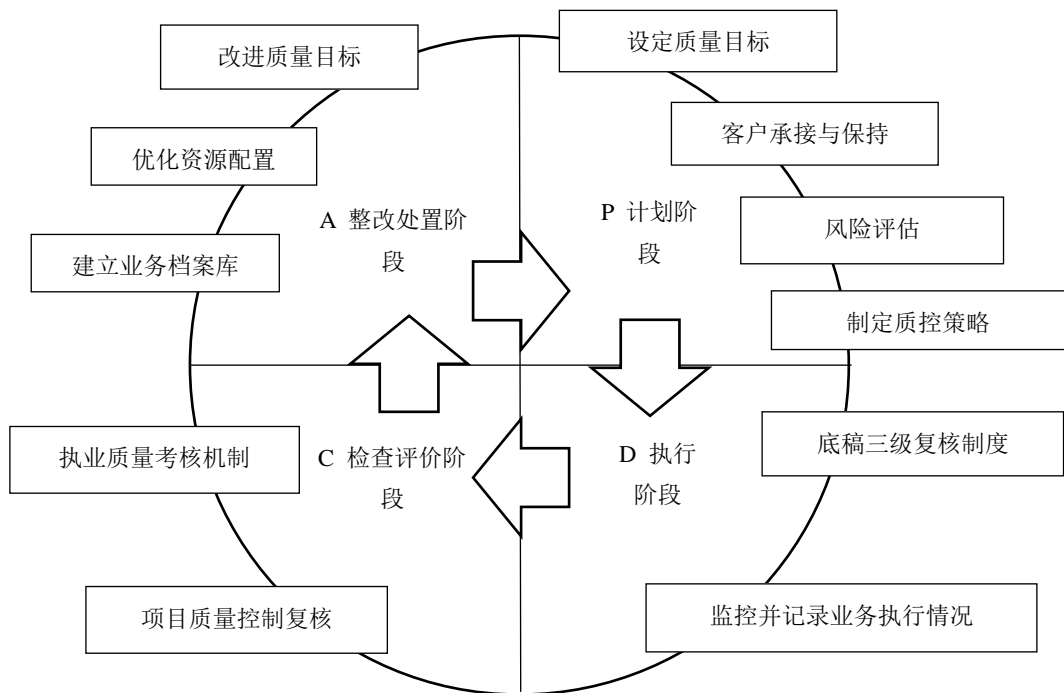 改进质量目标
设定质量目标
优化资源配置
客户承接与保持
A 整改处置阶
段
P 计划阶
段
建立业务档案库
风险评估
制定质控策略
执业质量考核机制
C 检查评价阶
段
D 执行
阶段
底稿三级复核制度
项目质量控制复核
监控并记录业务执行情况